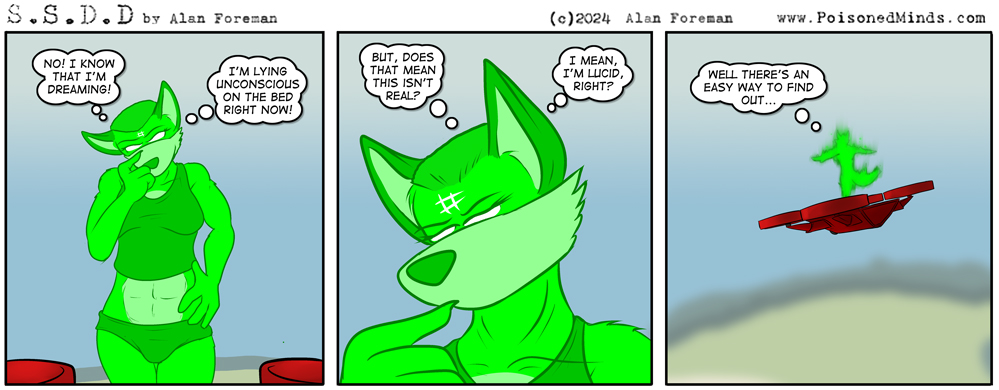 S.S.D.D by Alan Foreman (c)2024 Alan Foreman www.PoisonedMinds.com
NO! I KNOW
THAT I'M
DREAMING!
I'M LYING
UNCONSCIOUS
ON THE BED
RIGHT NOW!
BUT, DOES
THAT MEAN
THIS ISN'T
REAL?
I MEAN,
I'M LUCID,
RIGHT?
WELL THERE'S AN
EASY WAY TO FIND
OUT...